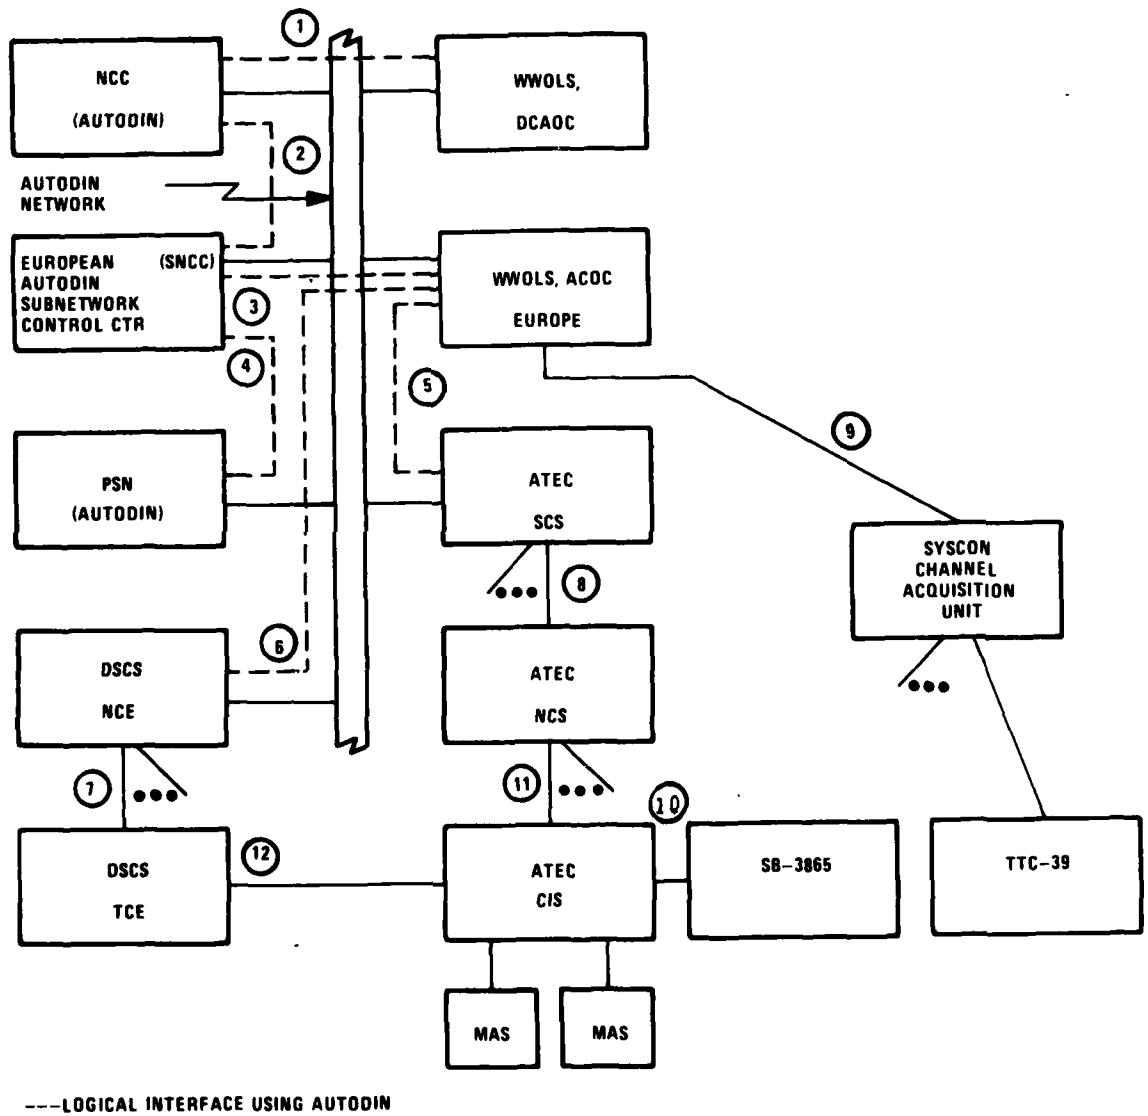 1
NCC
(AUTODIN)
WWOLS,
DCAOC
2
AUTODIN
NETWORK
EUROPEAN (SNCC)
AUTODIN
SUBNETWORK
CONTROL CTR
3
WWOLS, ACOC
EUROPE
4
5
9
PSN
(AUTODIN)
ATEC
SCS
SYSCON
CHANNEL
ACQUISITION
UNIT
8
6
DSCS
NCE
ATEC
NCS
7
11
10
12
DSCS
TCE
ATEC
CIS
SB-3865
TTC-39
MAS
MAS
---LOGICAL INTERFACE USING AUTODIN